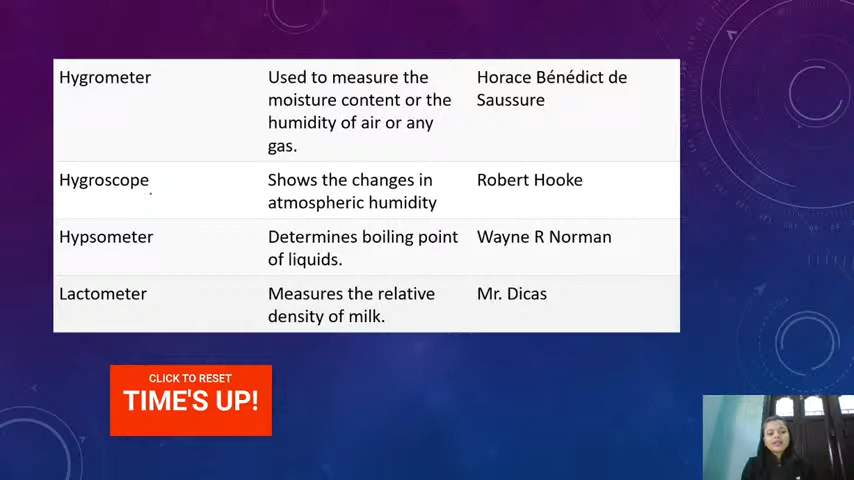 Hygrometer
Used to measure the
moisture content or the
humidity of air or any
gas.
Horace Bénédict de
Saussure
Hygroscope
Shows the changes in
atmospheric humidity
Robert Hooke
Hypsometer
Determines boiling point
of liquids.
Wayne R Norman
Lactometer
Measures the relative
density of milk.
Mr. Dicas
CLICK TO RESET
TIME'S UP!